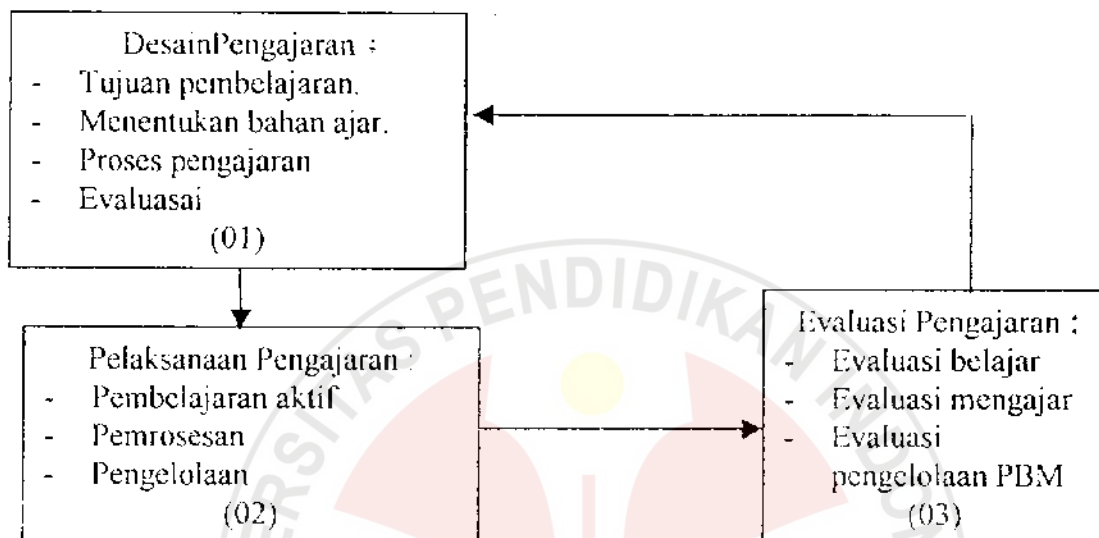 DesainPengajaran :
- Tujuan pembelajaran.
- Menentukan bahan ajar.
- Proses pengajaran
- Evaluasai
(01)
Pelaksanaan Pengajaran :
- Pembelajaran aktif
- Pemrosesan
- Pengelolaan
(02)
Evaluasi Pengajaran :
- Evaluasi belajar
- Evaluasi mengajar
- Evaluasi
pengelolaan PBM
(03)
PENDIDIKAN